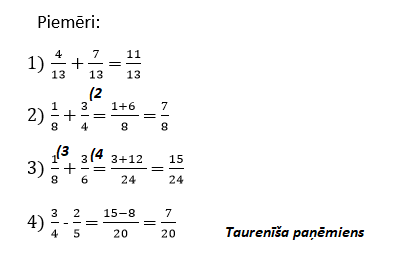 Piemēri:
1) 4/13 + 7/13 = 11/13
2) 1/8 + 3/4 (2 = 1+6/8 = 7/8
3) 1/8 (3 + 3/6 (4 = 3+12/24 = 15/24
4) 3/4 - 2/5 = 15−8/20 = 7/20
Taurenīša paņēmiens